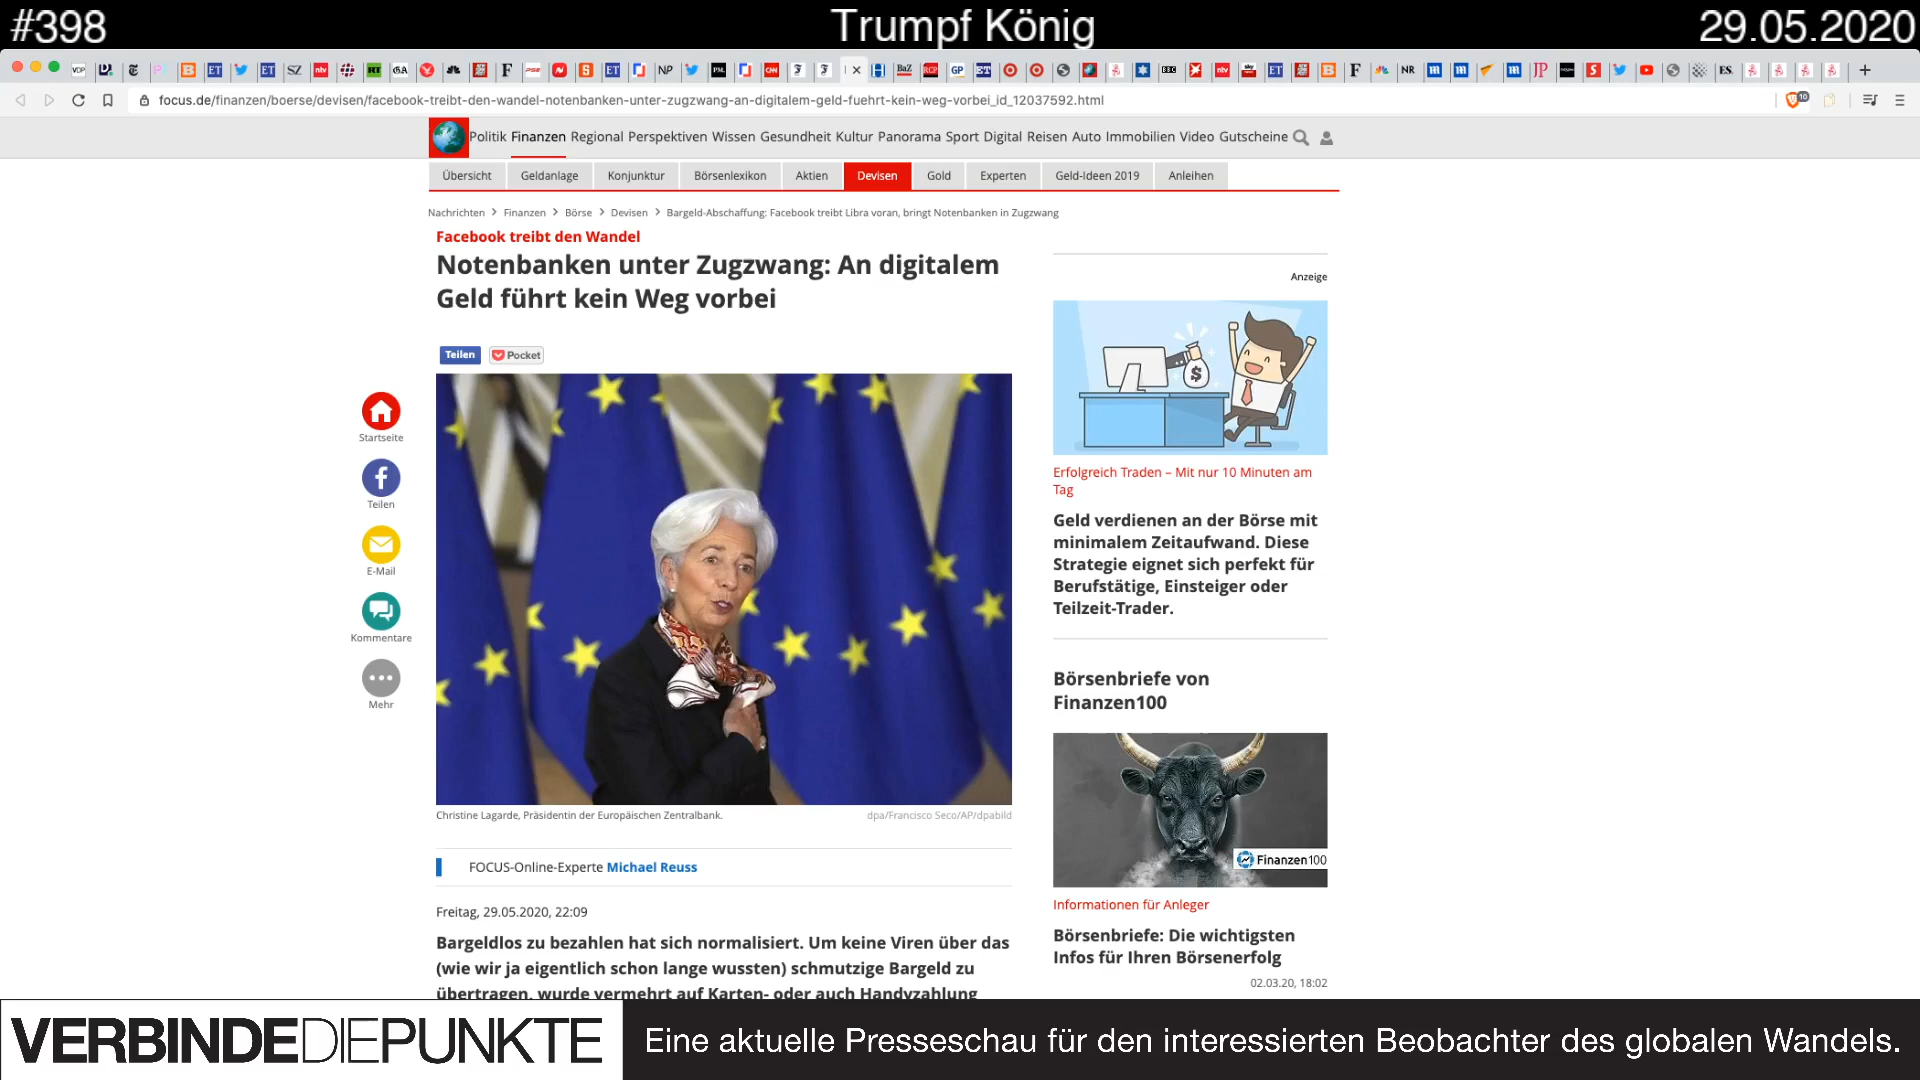 #398
Trumpf König
29.05.2020
focus.de/finanzen/boerse/devisen/facebook-treibt-den-wandel-notenbanken-unter-zugzwang-an-digitalem-geld-fuehrt-kein-weg-vorbei_id_12037592.html
Politik Finanzen Regional Perspektiven Wissen Gesundheit Kultur Panorama Sport Digital Reisen Auto Immobilien Video Gutscheine
Übersicht Geldanlage Konjunktur Börsenlexikon Aktien Devisen Gold Experten Geld-Ideen 2019 Anleihen
Nachrichten > Finanzen > Börse > Devisen > Bargeld-Abschaffung: Facebook treibt Libra voran, bringt Notenbanken in Zugzwang
Facebook treibt den Wandel
Notenbanken unter Zugzwang: An digitalem
Geld führt kein Weg vorbei
Teilen
Pocket
Startseite
Teilen
E-Mail
Kommentare
Mehr
Christine Lagarde, Präsidentin der Europäischen Zentralbank.
dpa/Francisco Seco/AP/dpabild
FOCUS-Online-Experte Michael Reuss
Freitag, 29.05.2020, 22:09
Bargeldlos zu bezahlen hat sich normalisiert. Um keine Viren über das
(wie wir ja eigentlich schon lange wussten) schmutzige Bargeld zu
übertragen, wurde vermehrt auf Karten- oder auch Handyzahlung
Anzeige
$
Erfolgreich Traden – Mit nur 10 Minuten am
Tag
Geld verdienen an der Börse mit
minimalem Zeitaufwand. Diese
Strategie eignet sich perfekt für
Berufstätige, Einsteiger oder
Teilzeit-Trader.
Börsenbriefe von
Finanzen100
Finanzen100
Informationen für Anleger
Börsenbriefe: Die wichtigsten
Infos für Ihren Börsenerfolg
02.03.20, 18:02
VERBINDEDIEPUNKTE
Eine aktuelle Presseschau für den interessierten Beobachter des globalen Wandels.